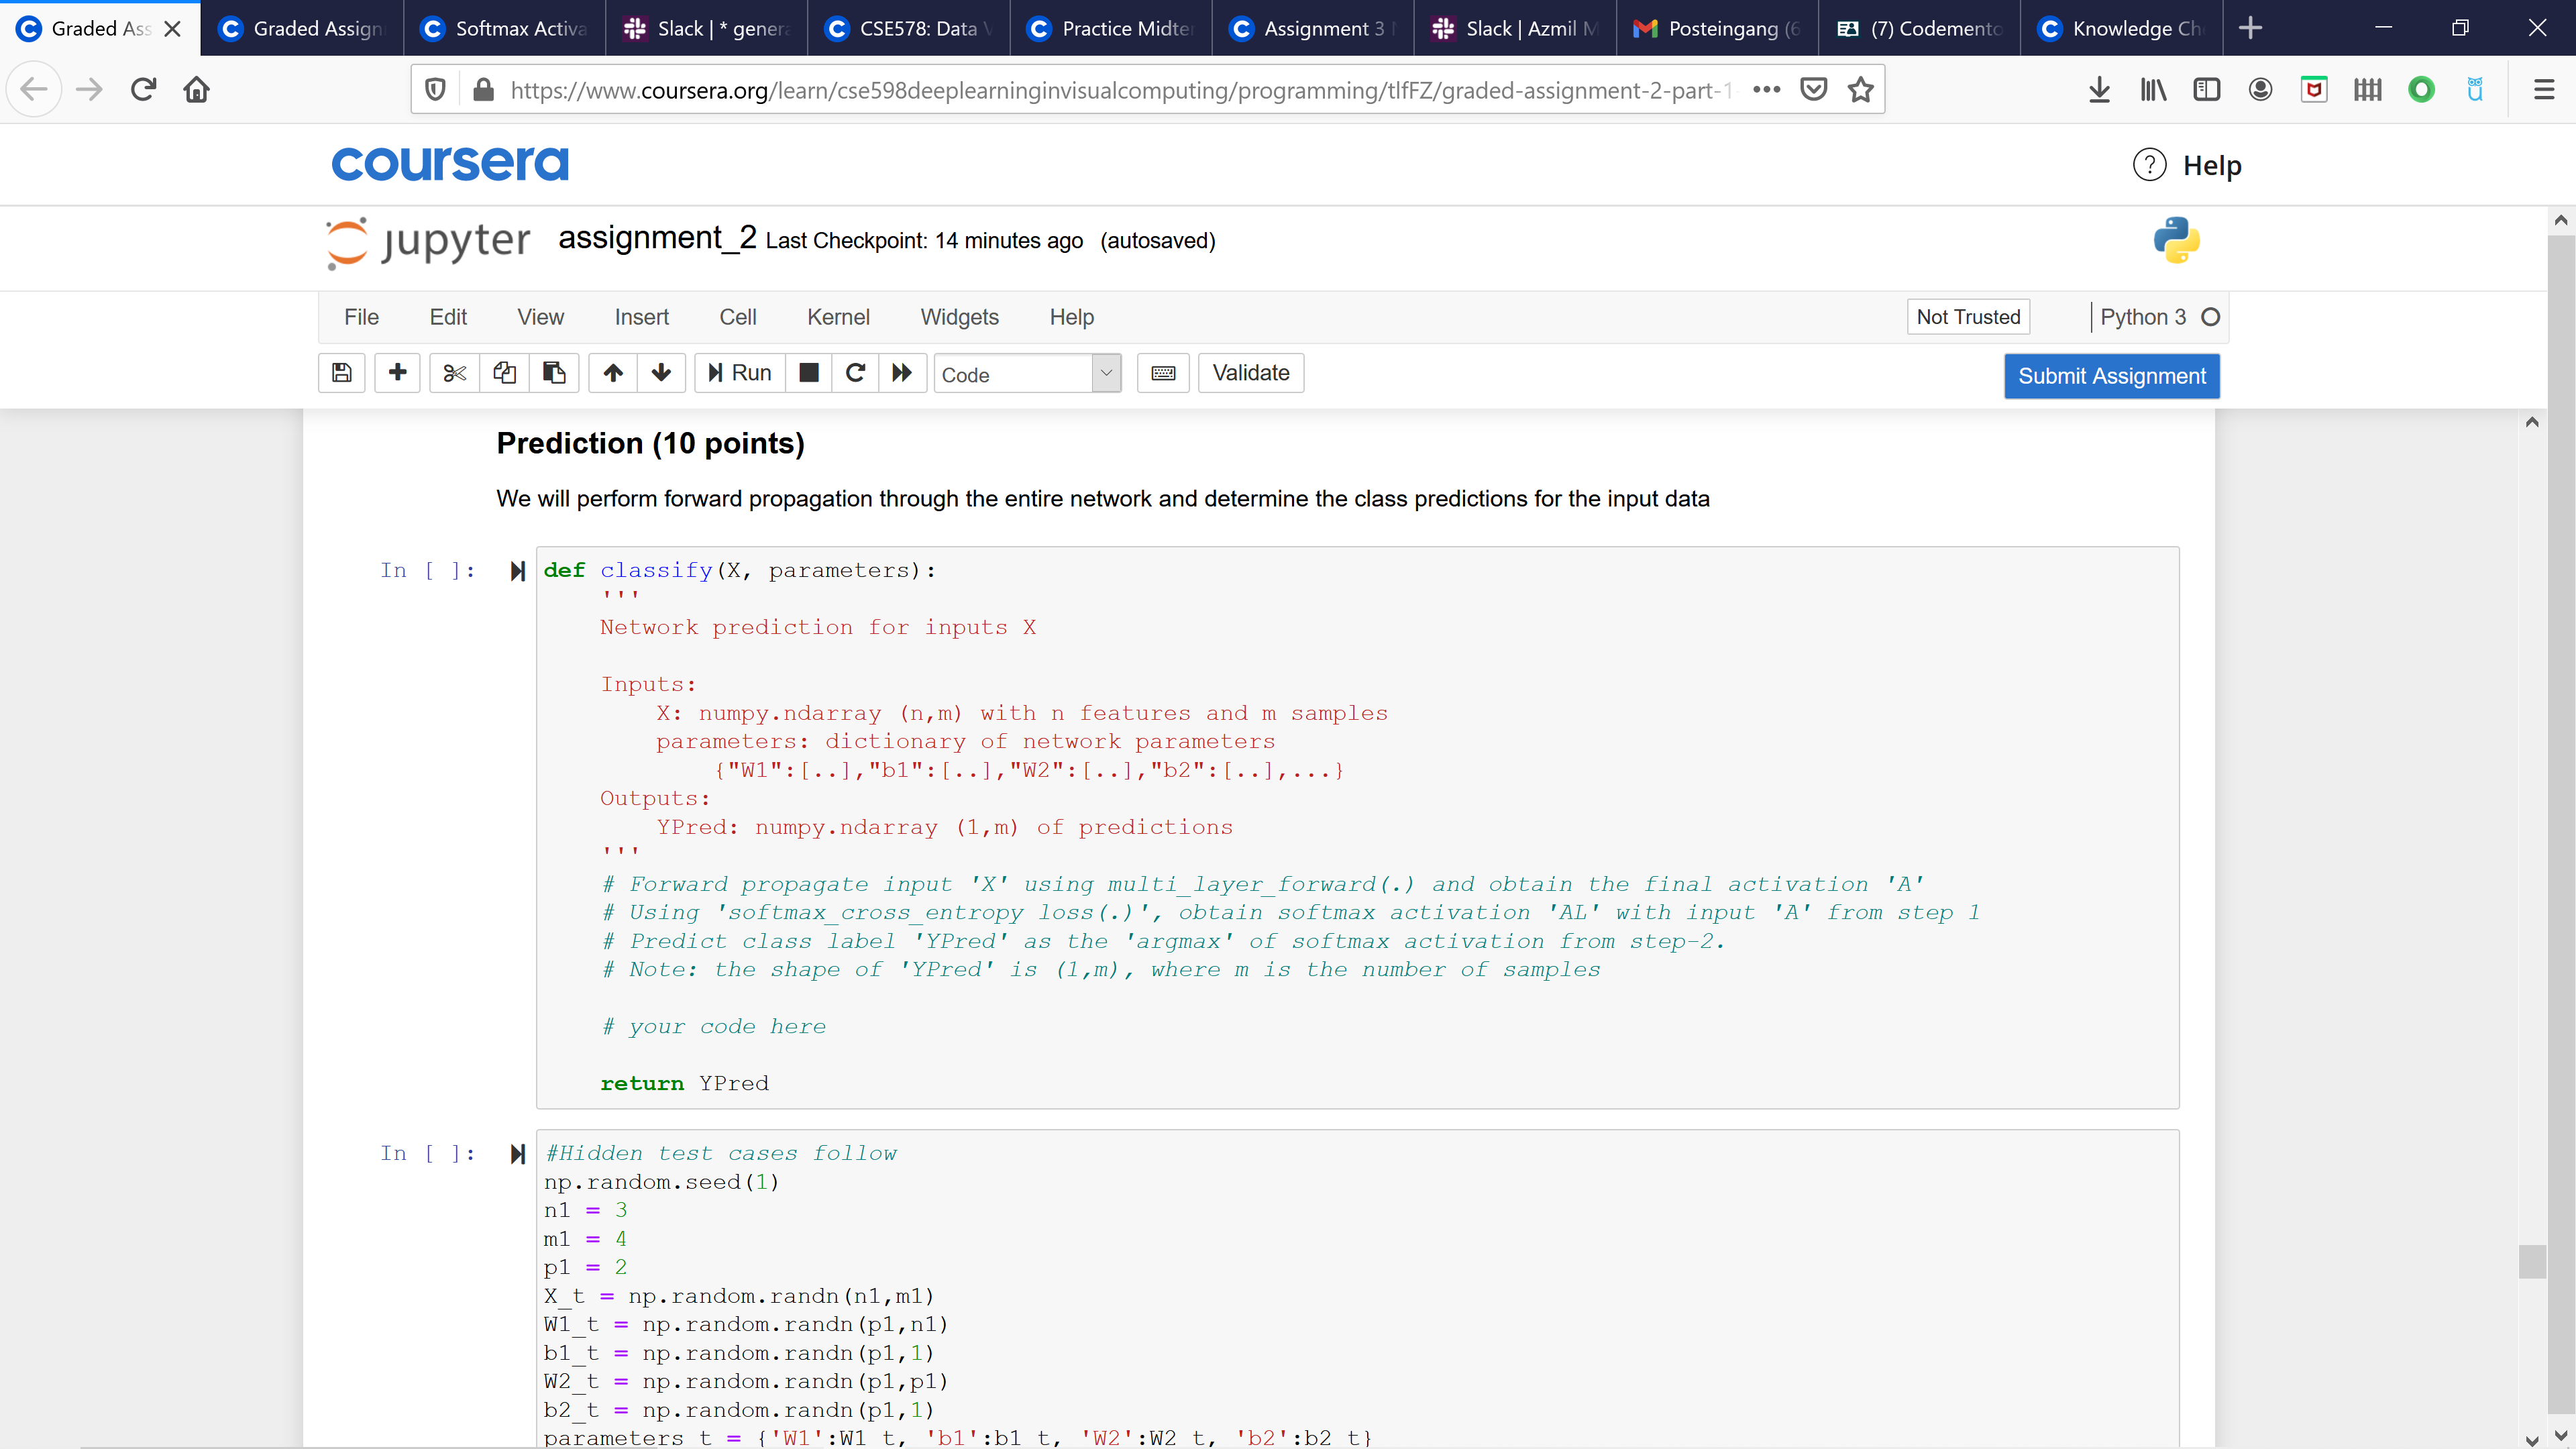 Graded Ass
Graded Assign
Softmax Activa
Slack | * genera
CSE578: Data V
Practice Midter
Assignment 3
Slack | Azmil M
Posteingang (6
(7) Codemento
Knowledge Ch
https://www.coursera.org/learn/cse598deeplearninginvisualcomputing/programming/tlfFZ/graded-assignment-2-part-1-
coursera
Help
jupyter assignment_2 Last Checkpoint: 14 minutes ago (autosaved)
File Edit View Insert Cell Kernel Widgets Help
Not Trusted
Python 3
Run
Code
Validate
Submit Assignment
Prediction (10 points)
We will perform forward propagation through the entire network and determine the class predictions for the input data
In [ ]:
def classify(X, parameters):
'''
Network prediction for inputs X
Inputs:
X: numpy.ndarray (n,m) with n features and m samples
parameters: dictionary of network parameters
{"W1":[..],"b1":[..],"W2":[..],"b2":[..],...}
Outputs:
YPred: numpy.ndarray (1,m) of predictions
'''
# Forward propagate input 'X' using multi_layer_forward(.) and obtain the final activation 'A'
# Using 'softmax_cross_entropy loss(.)', obtain softmax activation 'AL' with input 'A' from step 1
# Predict class label 'YPred' as the 'argmax' of softmax activation from step-2.
# Note: the shape of 'YPred' is (1,m), where m is the number of samples
# your code here
return YPred
In [ ]:
#Hidden test cases follow
np.random.seed(1)
n1 = 3
m1 = 4
p1 = 2
X_t = np.random.randn(n1,m1)
W1_t = np.random.randn(p1,n1)
b1_t = np.random.randn(p1,1)
W2_t = np.random.randn(p1,p1)
b2_t = np.random.randn(p1,1)
parameters_t = {'W1':W1_t, 'b1':b1_t, 'W2':W2_t, 'b2':b2_t}